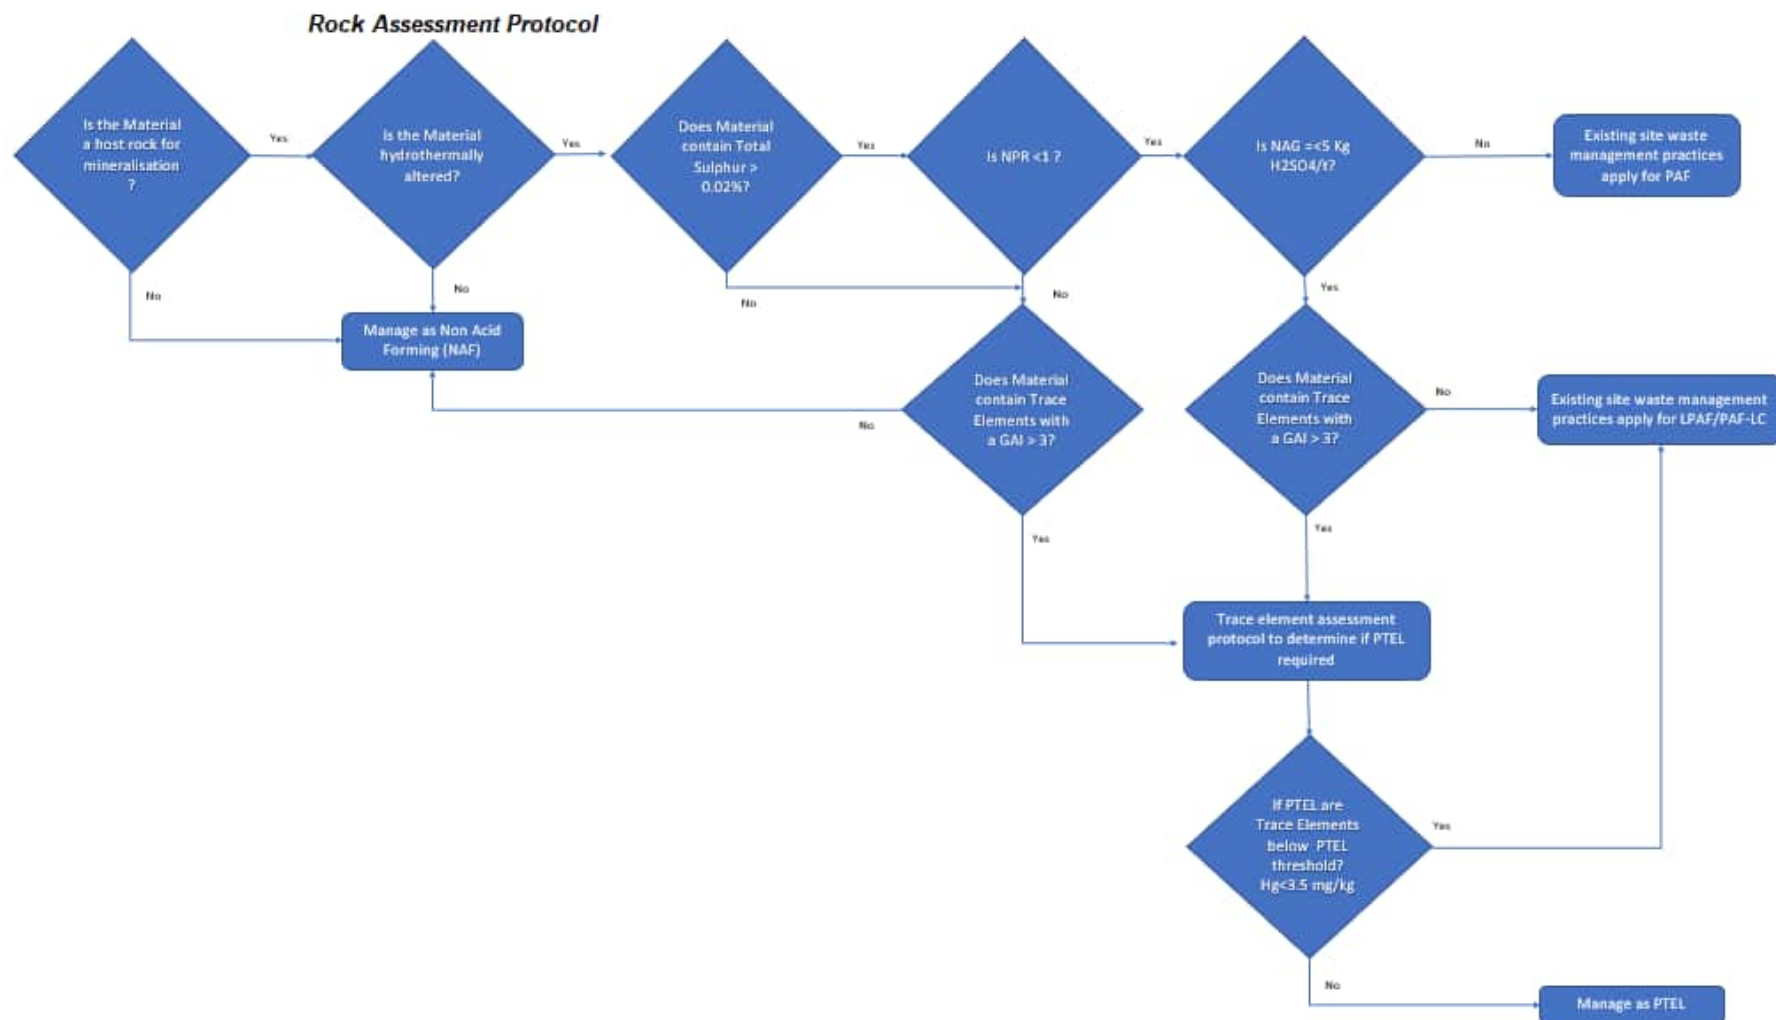 Rock Assessment Protocol
Is the Material
a host rock for
mineralisation
?
Yes
No
Is the Material
hydrothermally
altered?
Yes
No
Does Material
contain Total
Sulphur >
0.02%?
Yes
No
Is NPR <1 ?
Yes
No
Is NAG =<5 Kg
H2SO4/t?
No
Yes
Existing site waste
management practices
apply for PAF
Manage as Non Acid
Forming (NAF)
Does Material
contain Trace
Elements with
a GAI > 3?
No
Yes
Does Material
contain Trace
Elements with
a GAI > 3?
No
Yes
Existing site waste management
practices apply for LPAF/PAF-LC
Trace element assessment
protocol to determine if PTEL
required
If PTEL are
Trace Elements
below PTEL
threshold?
Hg<3.5 mg/kg
Yes
No
Manage as PTEL